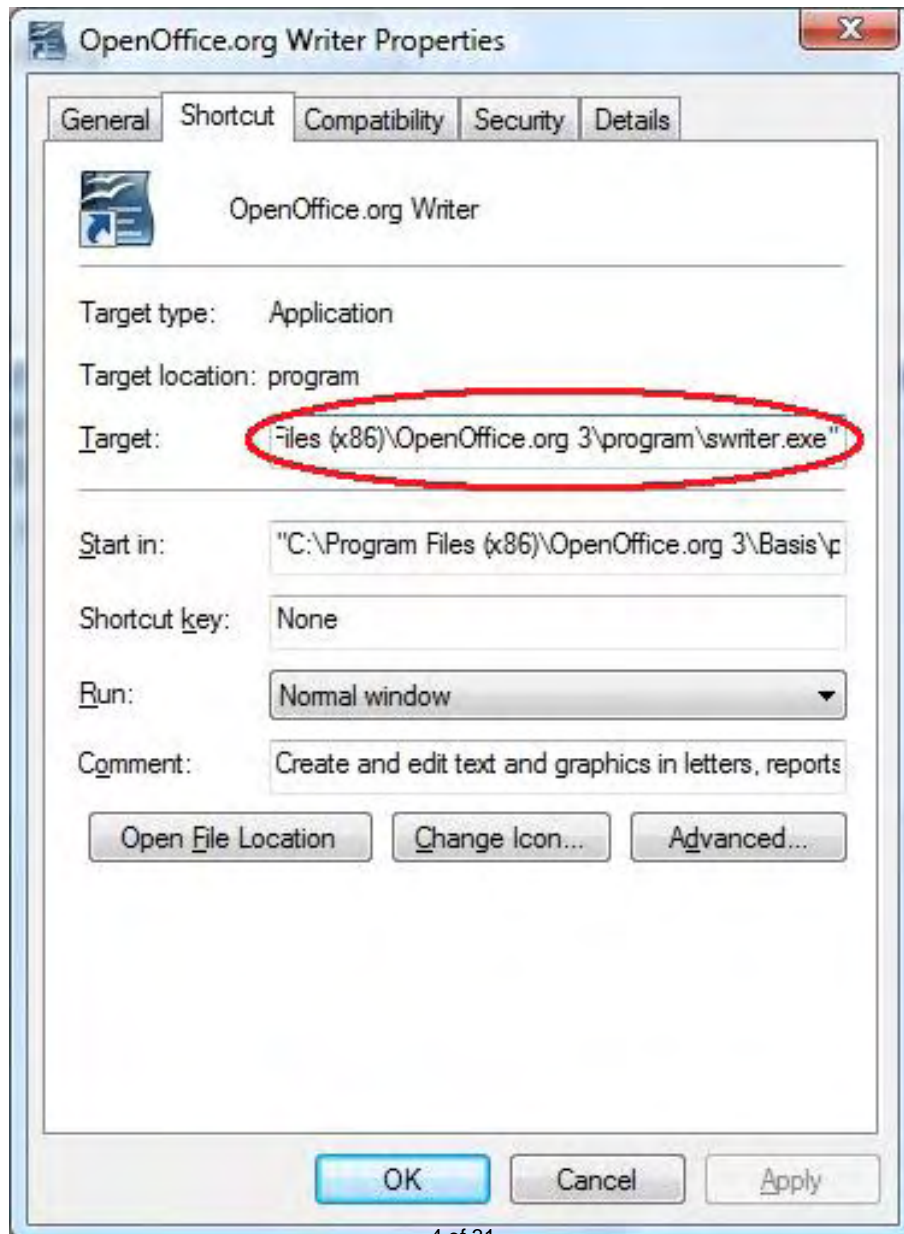 OpenOffice.org Writer Properties
General Shortcut Compatibility Security Details
OpenOffice.org Writer
Target type: Application
Target location: program
Target: Files (x86)\OpenOffice.org 3\program\swriter.exe"
Start in: "C:\Program Files (x86)\OpenOffice.org 3\Basis\p
Shortcut key: None
Run: Normal window
Comment: Create and edit text and graphics in letters, reports
Open File Location Change Icon... Advanced...
OK Cancel Apply
4 of 21